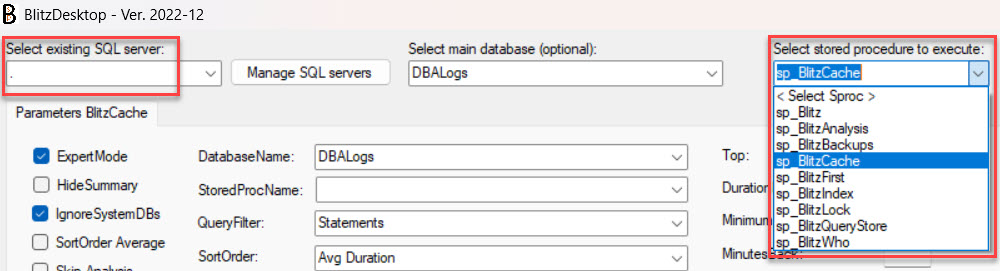 BlitzDesktop - Ver. 2022-12
Select existing SQL server:
Select main database (optional):
Select stored procedure to execute:
.
Manage SQL servers
DBALogs
sp_BlitzCache
< Select Sproc >
sp_Blitz
sp_BlitzAnalysis
sp_BlitzBackups
sp_BlitzCache
sp_BlitzFirst
sp_BlitzIndex
sp_BlitzLock
sp_BlitzQueryStore
sp_BlitzWho
Parameters BlitzCache
ExpertMode
HideSummary
IgnoreSystemDBs
SortOrder Average
Skip Analysis
DatabaseName:
DBALogs
StoredProcName:
QueryFilter:
Statements
SortOrder:
Avg Duration
Top:
Duration
Minimum
MinutesBack: